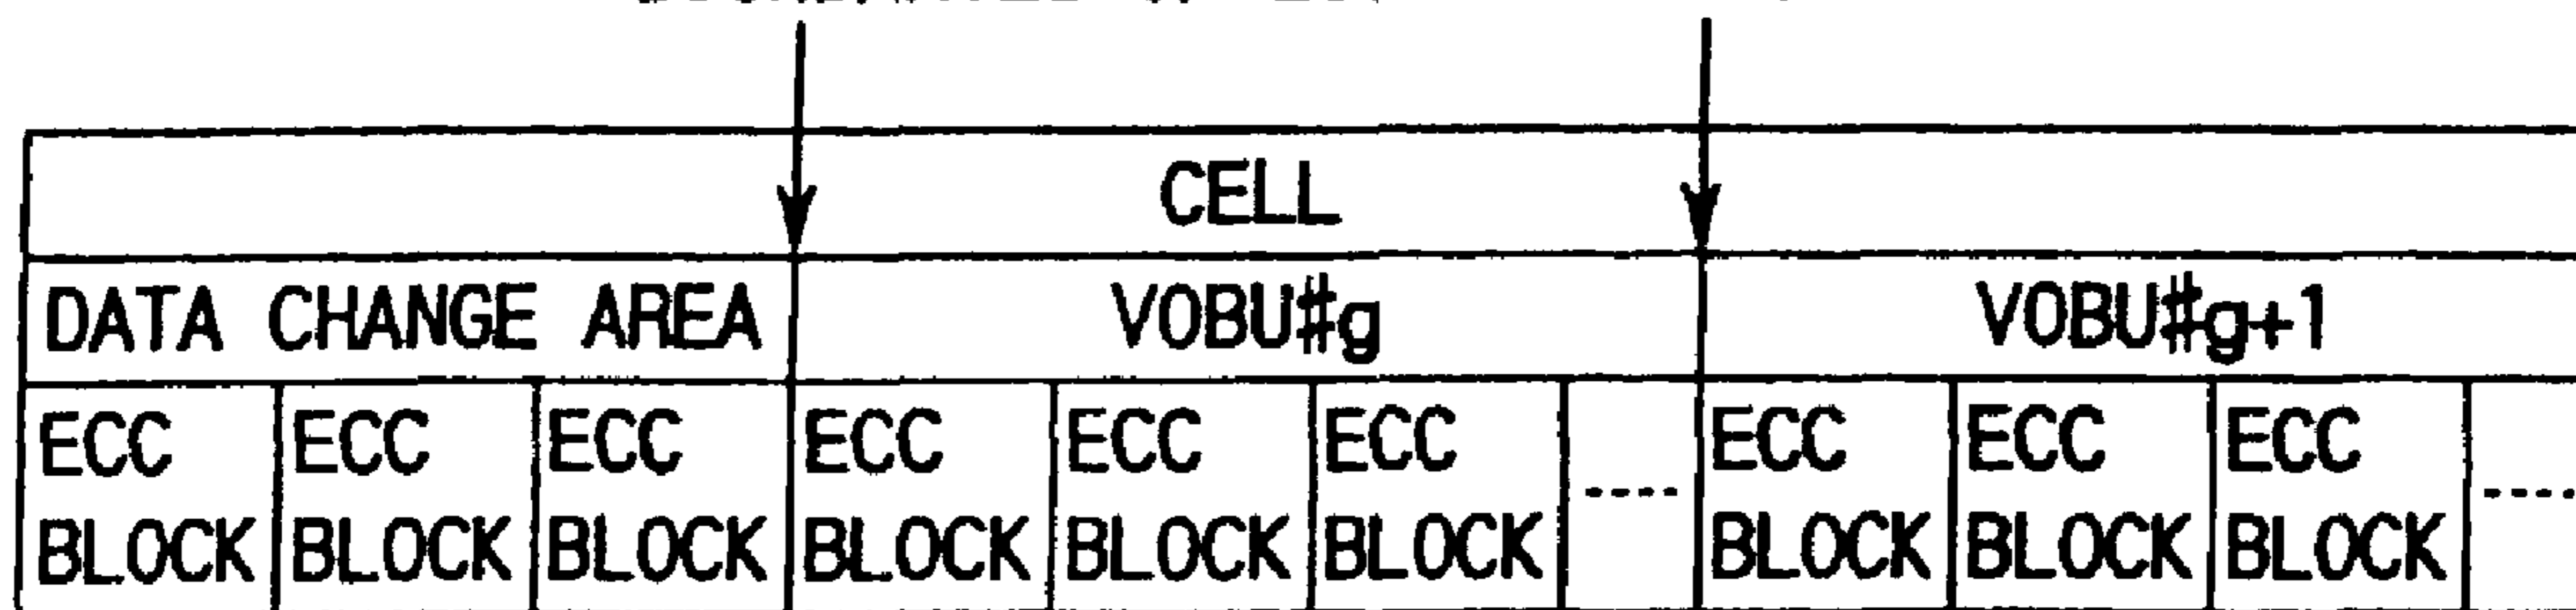 CELL
DATA CHANGE AREA VOBU#g VOBU#g+1
ECC ECC ECC ECC ECC ECC ECC ECC ECC
BLOCK BLOCK BLOCK BLOCK BLOCK BLOCK ---- BLOCK BLOCK BLOCK ----